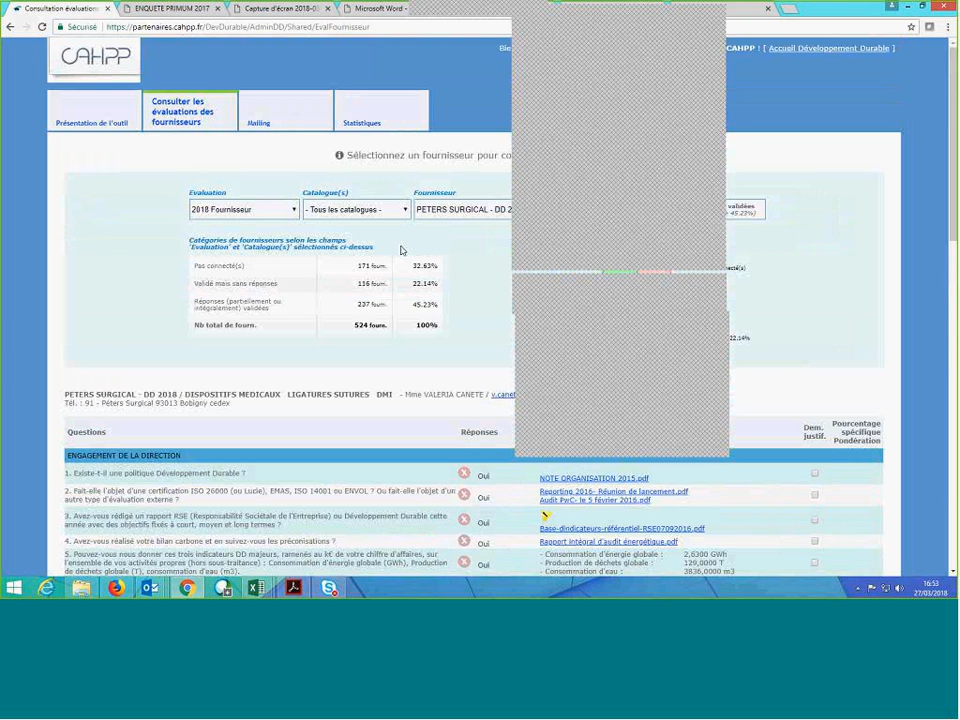 Consultation évaluations
ENQUETE PRIMUM 2017
Capture d'écran 2018-0
Microsoft Word -
Sécurisé | https://partenaires.cahpp.fr/DevDurable/AdminDD/Shared/EvalFournisseur
CAHPP
Bie
CAHPP ! [ Accueil Développement Durable ]
Présentation de l'outil
Consulter les
évaluations des
fournisseurs
Mailing
Statistiques
Sélectionnez un fournisseur pour co
Evaluation Catalogue(s) Fournisseur
2018 Fournisseur - Tous les catalogues - PETERS SURGICAL - DD 2
validées
45.23%)
Catégories de fournisseurs selon les champs
'Evaluation' et 'Catalogue(s)' sélectionnés ci-dessus
Pas connecté(s) 171 fourn. 32.63%
Validé mais sans réponses 116 fourn. 22.14%
Réponses (partiellement ou
intégralement) validées 237 fourn. 45.23%
Nb total de fourn. 524 fourn. 100%
necté(s)
22.14%
PETERS SURGICAL - DD 2018 / DISPOSITIFS MEDICAUX LIGATURES SUTURES DMI - Mme VALERIA CANETE / v.canet
Tél. : 91 - Péters Surgical 93013 Bobigny cedex
Questions Réponses
Dem.
justif.
Pourcentage
spécifique
Pondération
ENGAGEMENT DE LA DIRECTION
1. Existe-t-il une politique Développement Durable ? Oui NOTE ORGANISATION 2015.pdf
2. Fait-elle l'objet d'une certification ISO 26000 (ou Lucie), EMAS, ISO 14001 ou ENVOL ? Ou fait-elle l'objet d'un
autre type d'évaluation externe ? Oui
Reporting 2016- Réunion de lancement.pdf
Audit PwC- le 5 février 2016.pdf
3. Avez-vous rédigé un rapport RSE (Responsabilité Sociétale de l'Entreprise) ou Développement Durable cette
année avec des objectifs fixés à court, moyen et long termes ? Oui
Base-dindicateurs-référentiel-RSE07092016.pdf
4. Avez-vous réalisé votre bilan carbone et en suivez-vous les préconisations ? Oui Rapport intégral d'audit énergétique.pdf
5. Pouvez-vous nous donner ces trois indicateurs DD majeurs, ramenés au k€ de votre chiffre d'affaires, sur
l'ensemble de vos activités propres (hors sous-traitance) : Consommation d'énergie globale (GWh), Production
de déchets globale (T), consommation d'eau (m3). Oui
- Consommation d'énergie globale : 2,6300 GWh
- Production de déchets globale : 129,0000 T
- Consommation d'eau : 3836,0000 m3
16:53
27/03/2018